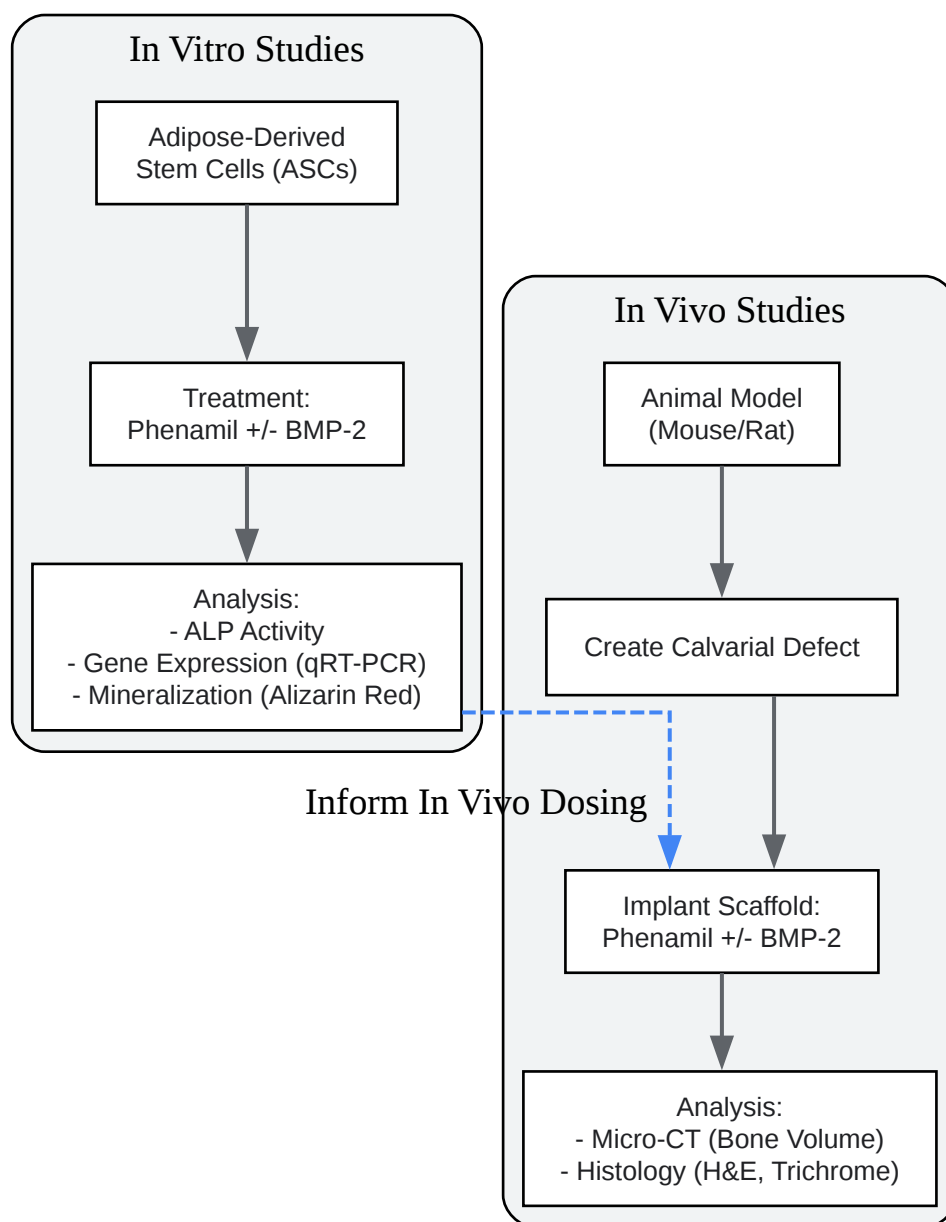 In Vitro Studies
Adipose-Derived
Stem Cells (ASCs)
Treatment:
Phenamil +/- BMP-2
Analysis:
- ALP Activity
- Gene Expression (qRT-PCR)
- Mineralization (Alizarin Red)
Inform In Vivo Dosing
In Vivo Studies
Animal Model
(Mouse/Rat)
Create Calvarial Defect
Implant Scaffold:
Phenamil +/- BMP-2
Analysis:
- Micro-CT (Bone Volume)
- Histology (H&E, Trichrome)